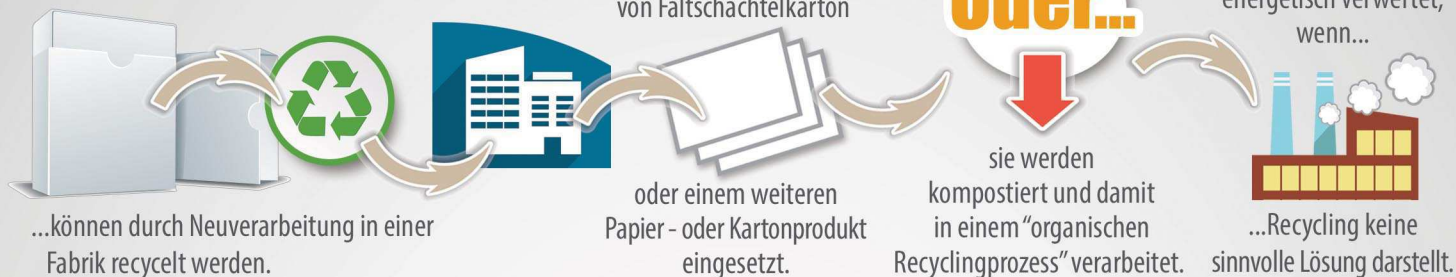 ...können durch Neuverarbeitung in einer
Fabrik recycelt werden.
von Faltschachtelkarton
oder einem weiteren
Papier - oder Kartonprodukt
eingesetzt.
oder...
sie werden
kompostiert und damit
in einem "organischen
Recyclingprozess" verarbeitet.
energetisch verwertet,
wenn...
...Recycling keine
sinnvolle Lösung darstellt.